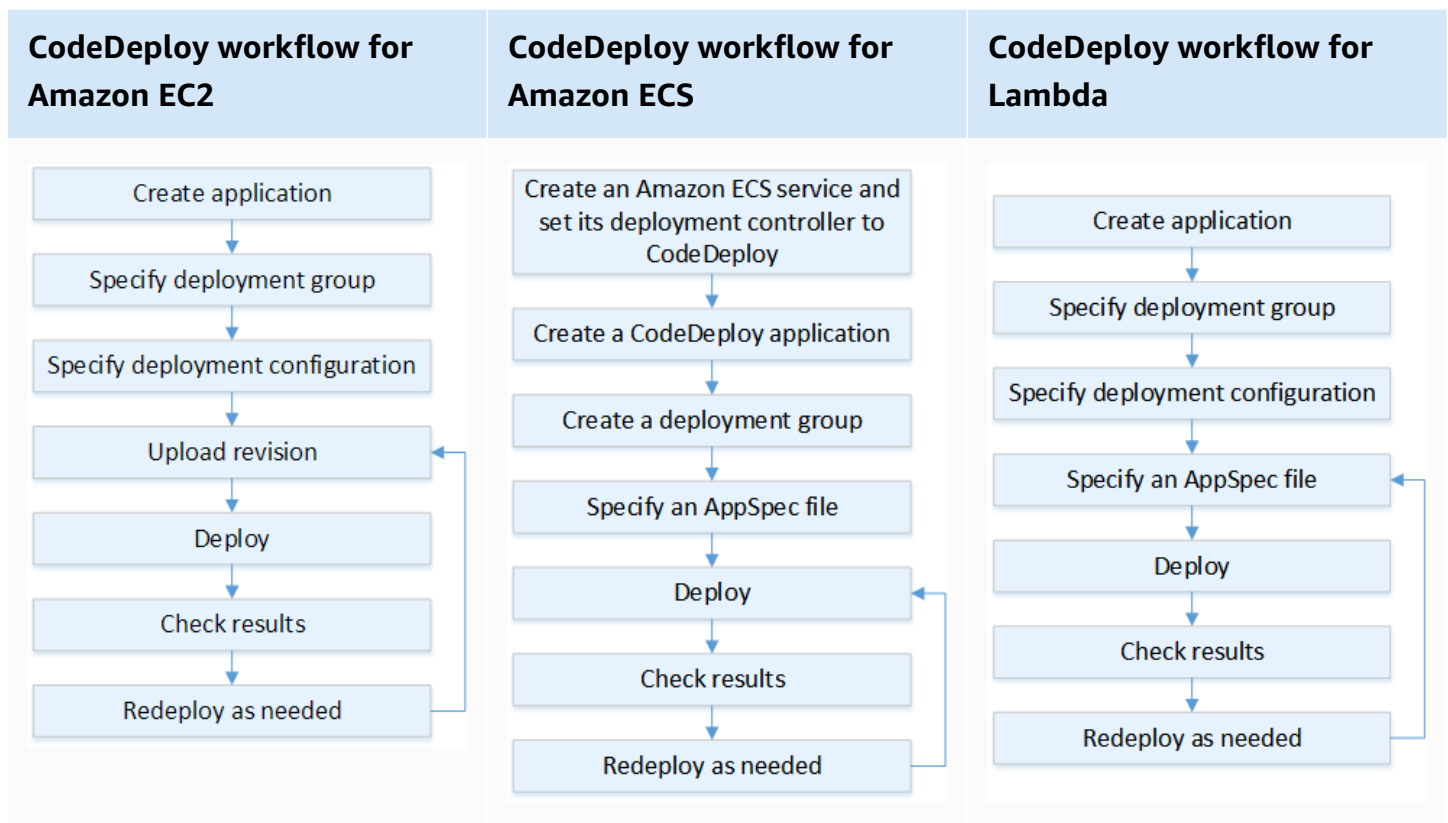 CodeDeploy workflow for
Amazon EC2
CodeDeploy workflow for
Amazon ECS
CodeDeploy workflow for
Lambda
Create application
Specify deployment group
Specify deployment configuration
Upload revision
Deploy
Check results
Redeploy as needed
Create an Amazon ECS service and
set its deployment controller to
CodeDeploy
Create a CodeDeploy application
Create a deployment group
Specify an AppSpec file
Deploy
Check results
Redeploy as needed
Create application
Specify deployment group
Specify deployment configuration
Specify an AppSpec file
Deploy
Check results
Redeploy as needed